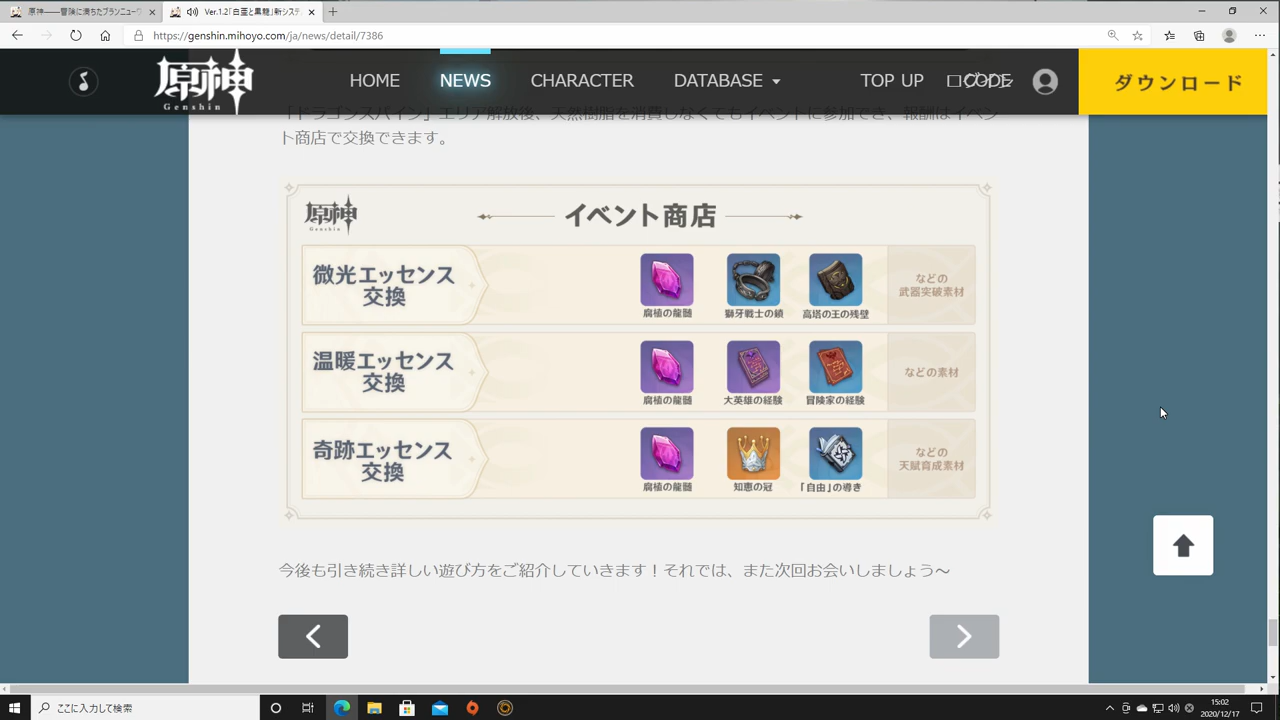 原神——冒険に満ちたブランニューワ
Ver.1.2「白亜と黒龍」新システ
https://genshin.mihoyo.com/ja/news/detail/7386
原神
Genshin
HOME
NEWS
CHARACTER
DATABASE
TOP UP
CODE
ダウンロード
「ドラゴンスパイン」エリア解放後、天然樹脂を消費しなくてもイベントに参加でき、報酬はイベン
ト商店で交換できます。
原神
Genshin
イベント商店
微光エッセンス
交換
腐植の龍髄
獅牙戦士の鎖
高塔の王の残璧
などの
武器突破素材
温暖エッセンス
交換
腐植の龍髄
大英雄の経験
冒険家の経験
などの素材
奇跡エッセンス
交換
腐植の龍髄
知恵の冠
「自由」の導き
などの
天賦育成素材
今後も引き続き詳しい遊び方をご紹介していきます！それでは、また次回お会いしましょう～
ここに入力して検索
15:02
2020/12/17